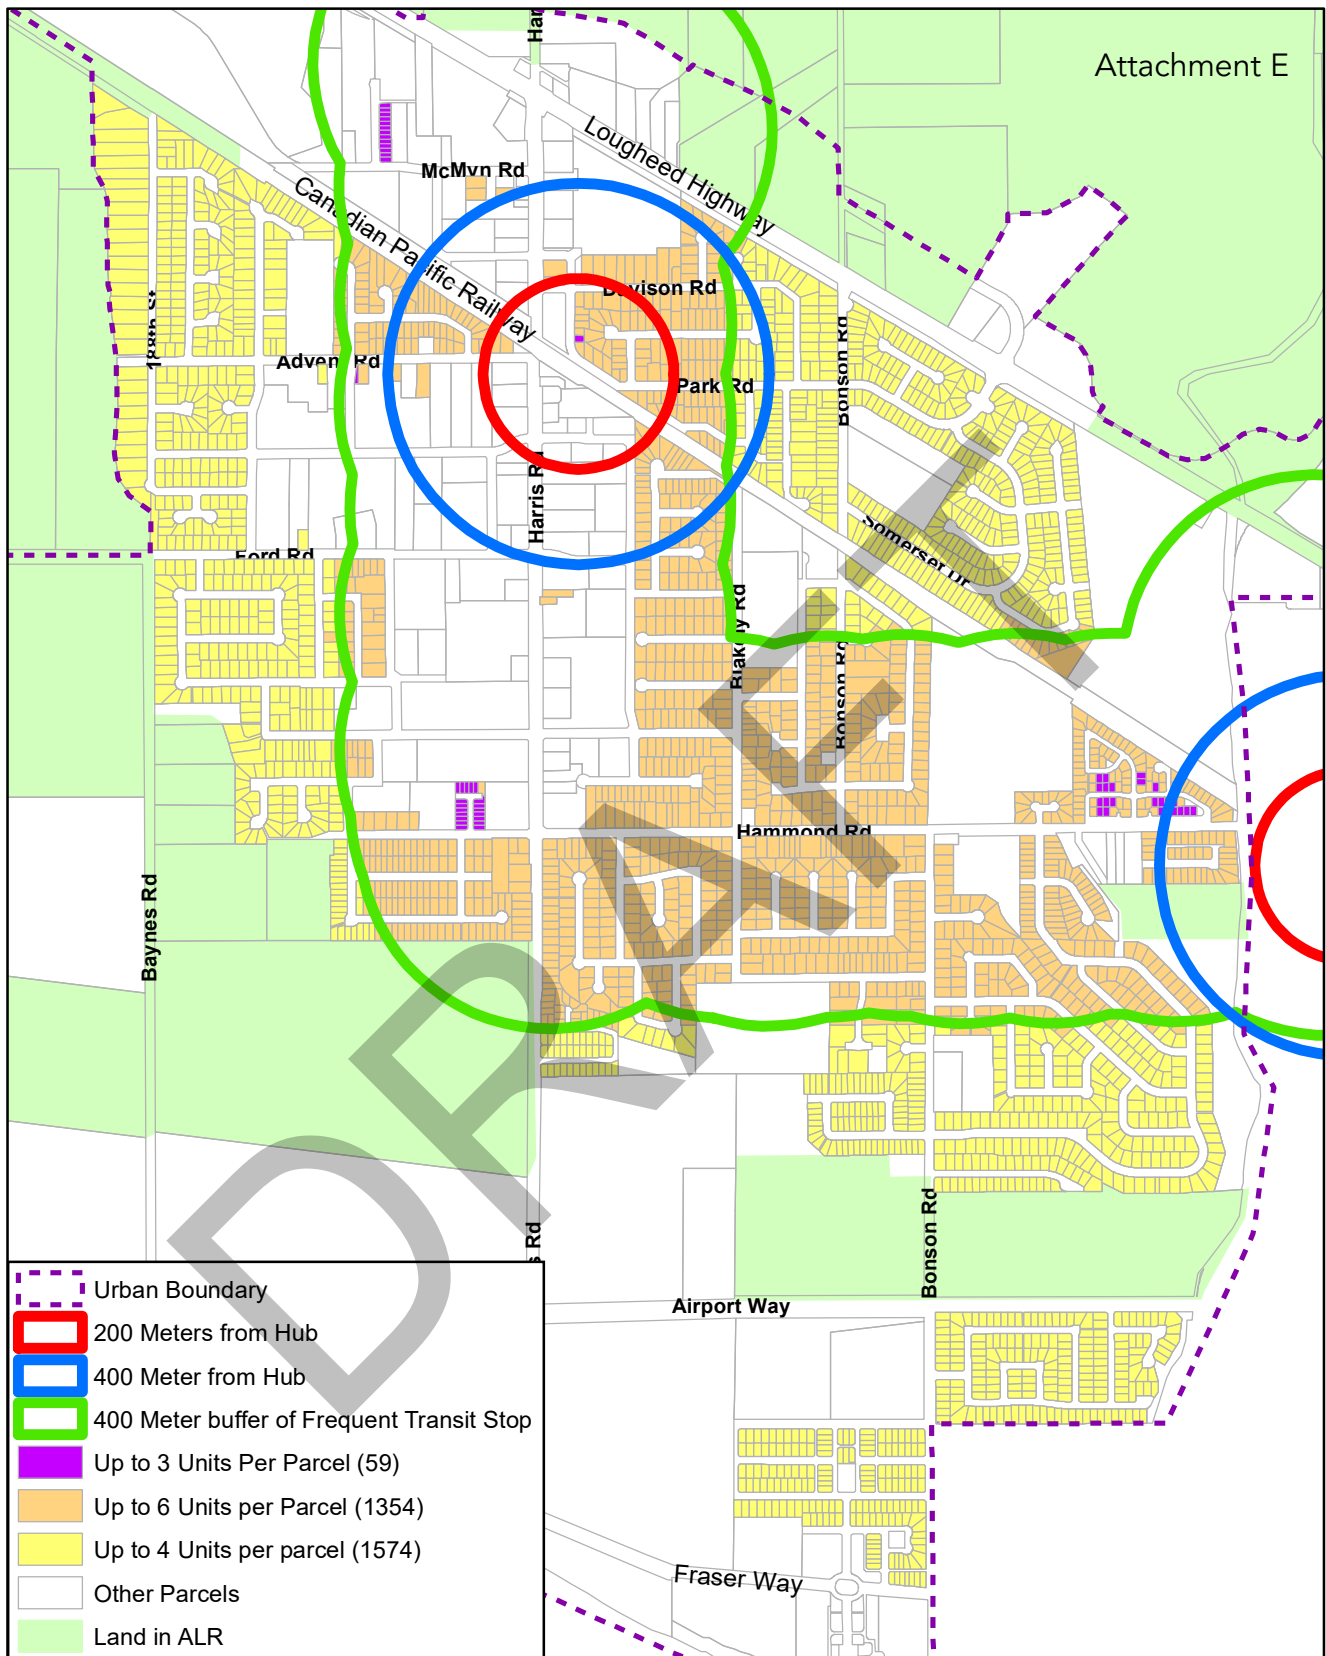 Attachment E
Lougheed Highway
McMyn Rd
Canadian Pacific Railway
Davison Rd
Park Rd
Bonson Rd
Harris Rd
Ford Rd
Somerset Dr
Bonson Rd
Hammond Rd
Baynes Rd
Bonson Rd
Airport Way
Fraser Way
DRAFT
Urban Boundary
200 Meters from Hub
400 Meter from Hub
400 Meter buffer of Frequent Transit Stop
Up to 3 Units Per Parcel (59)
Up to 6 Units per Parcel (1354)
Up to 4 Units per parcel (1574)
Other Parcels
Land in ALR